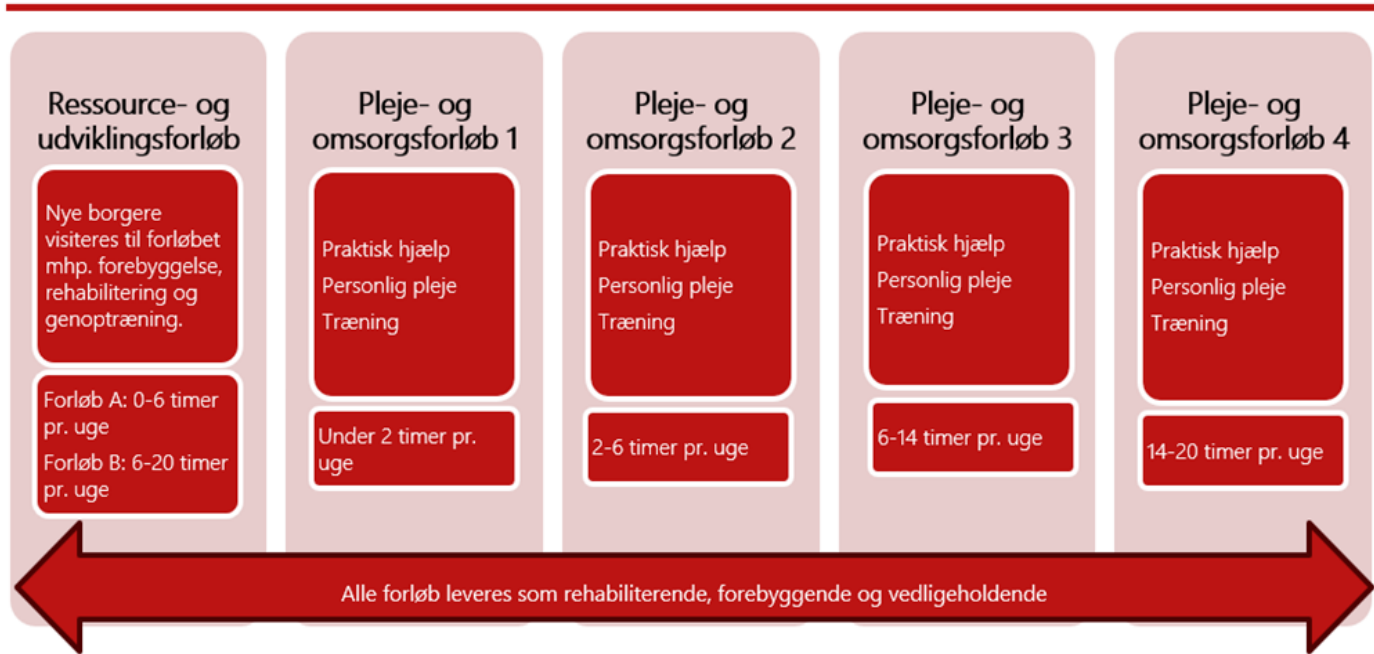 Ressource- og
udviklingsforløb
Nye borgere
visiteres til forløbet
mhp. forebyggelse,
rehabilitering og
genoptræning.
Forløb A: 0-6 timer
pr. uge
Forløb B: 6-20 timer
pr. uge
Pleje- og
omsorgsforløb 1
Praktisk hjælp
Personlig pleje
Træning
Under 2 timer pr.
uge
Pleje- og
omsorgsforløb 2
Praktisk hjælp
Personlig pleje
Træning
2-6 timer pr. uge
Pleje- og
omsorgsforløb 3
Praktisk hjælp
Personlig pleje
Træning
6-14 timer pr. uge
Pleje- og
omsorgsforløb 4
Praktisk hjælp
Personlig pleje
Træning
14-20 timer pr. uge
Alle forløb leveres som rehabiliterende, forebyggende og vedligeholdende